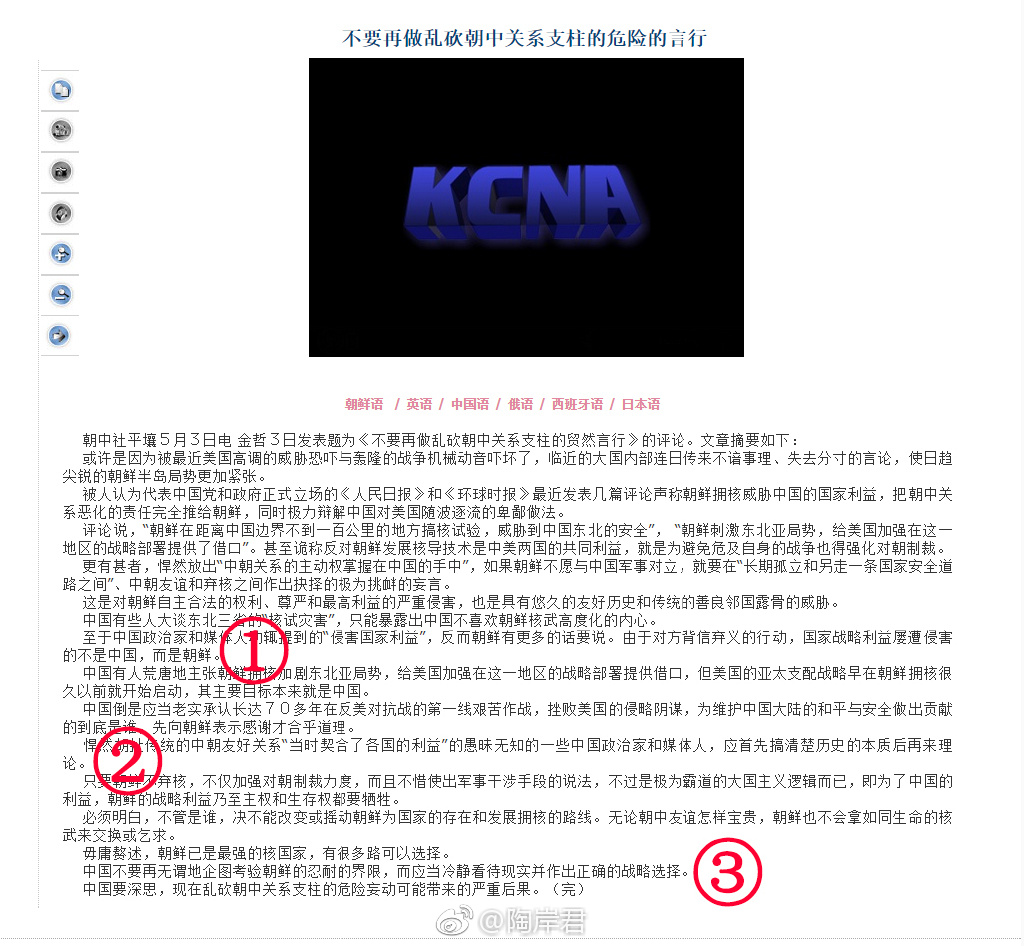 不要再做乱砍朝中关系支柱的危险的言行
KCNA
朝鲜语 / 英语 / 中国语 / 俄语 / 西班牙语 / 日本语
朝中社平壤５月３日电 金哲３日发表题为《不要再做乱砍朝中关系支柱的贸然言行》的评论。文章摘要如下：
或许是因为被最近美国高调的威胁恐吓与轰隆的战争机械动音吓坏了，临近的大国内部连日传来不谙事理、失去分寸的言论，使日趋
尖锐的朝鲜半岛局势更加紧张。
被人认为代表中国党和政府正式立场的《人民日报》和《环球时报》最近发表几篇评论声称朝鲜拥核威胁中国的国家利益，把朝中关
系恶化的责任完全推给朝鲜，同时极力辩解中国对美国随波逐流的卑鄙做法。
评论说，“朝鲜在距离中国边界不到一百公里的地方搞核试验，威胁到中国东北的安全”，“朝鲜刺激东北亚局势，给美国加强在这一
地区的战略部署提供了借口”。甚至诡称反对朝鲜发展核导技术是中美两国的共同利益，就是为避免危及自身的战争也得强化对朝制裁。
更有甚者，悍然放出“中朝关系的主动权掌握在中国的手中”，如果朝鲜不愿与中国军事对立，就要在“长期孤立和另走一条国家安全道
路之间”、中朝友谊和弃核之间作出抉择的极为挑衅的妄言。
这是对朝鲜自主合法的权利、尊严和最高利益的严重侵害，也是具有悠久的友好历史和传统的善良邻国露骨的威胁。
中国有些人大谈东北三省的“核试灾害”，只能暴露出中国不喜欢朝鲜核武高度化的内心。
至于中国政治家和媒体人动辄提到的“侵害国家利益”，反而朝鲜有更多的话要说。由于对方背信弃义的行动，国家战略利益屡遭侵害
的不是中国，而是朝鲜。
①
中国有人荒唐地主张朝鲜拥核加剧东北亚局势，给美国加强在这一地区的战略部署提供借口，但美国的亚太支配战略早在朝鲜拥核很
久以前就开始启动，其主要目标本来就是中国。
中国倒是应当老实承认长达７０多年在反美对抗战的第一线艰苦作战，挫败美国的侵略阴谋，为维护中国大陆的和平与安全做出贡献
的到底是谁，先向朝鲜表示感谢才合乎道理。
悍然 传统的中朝友好关系“当时契合了各国的利益”的愚昧无知的一些中国政治家和媒体人，应首先搞清楚历史的本质后再来理
论。
②
只要朝鲜不弃核，不仅加强对朝制裁力度，而且不惜使出军事干涉手段的说法，不过是极为霸道的大国主义逻辑而已，即为了中国的
利益，朝鲜的战略利益乃至主权和生存权都要牺牲。
必须明白，不管是谁，决不能改变或摇动朝鲜为国家的存在和发展拥核的路线。无论朝中友谊怎样宝贵，朝鲜也不会拿如同生命的核
武来交换或乞求。
毋庸赘述，朝鲜已是最强的核国家，有很多路可以选择。
中国不要再无谓地企图考验朝鲜的忍耐的界限，而应当冷静看待现实并作出正确的战略选择。
③
中国要深思，现在乱砍朝中关系支柱的危险妄动可能带来的严重后果。（完）
@陶岸君